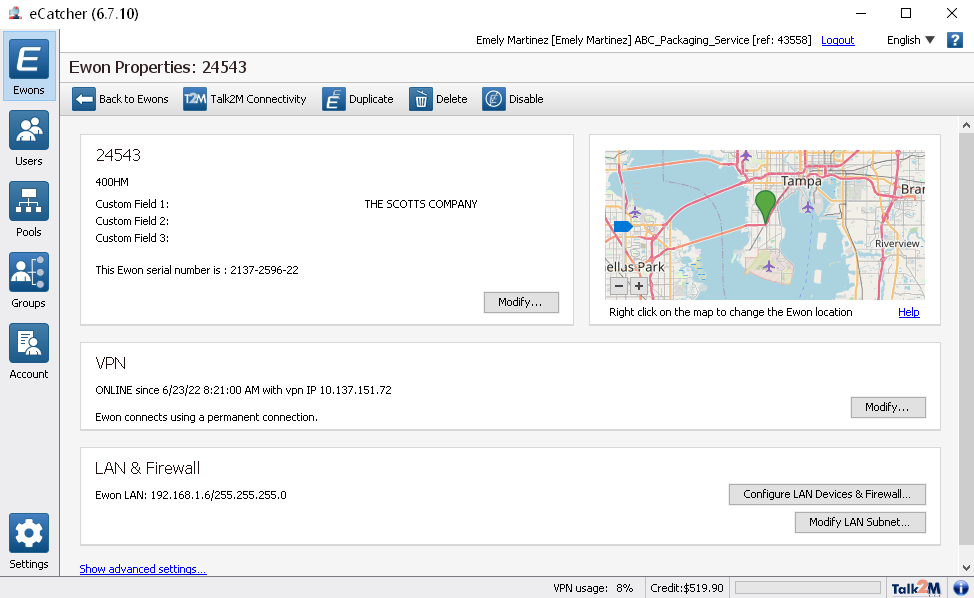 eCatcher (6.7.10)
Emely Martinez [Emely Martinez] ABC_Packaging_Service [ref: 43558] Logout English ?
E
Ewons
Users
Pools
Groups
Account
Settings
Ewon Properties: 24543
Back to Ewons T2M Talk2M Connectivity E Duplicate Delete E Disable
24543
400HM
Custom Field 1: THE SCOTTS COMPANY
Custom Field 2:
Custom Field 3:
This Ewon serial number is : 2137-2596-22
Modify...
Tampa
Bran
Riverview
ellas Park
− +
Right click on the map to change the Ewon location Help
VPN
ONLINE since 6/23/22 8:21:00 AM with vpn IP 10.137.151.72
Ewon connects using a permanent connection.
Modify...
LAN & Firewall
Ewon LAN: 192.168.1.6/255.255.255.0
Configure LAN Devices & Firewall...
Modify LAN Subnet...
Show advanced settings...
VPN usage: 8% Credit:$519.90 Talk2M i